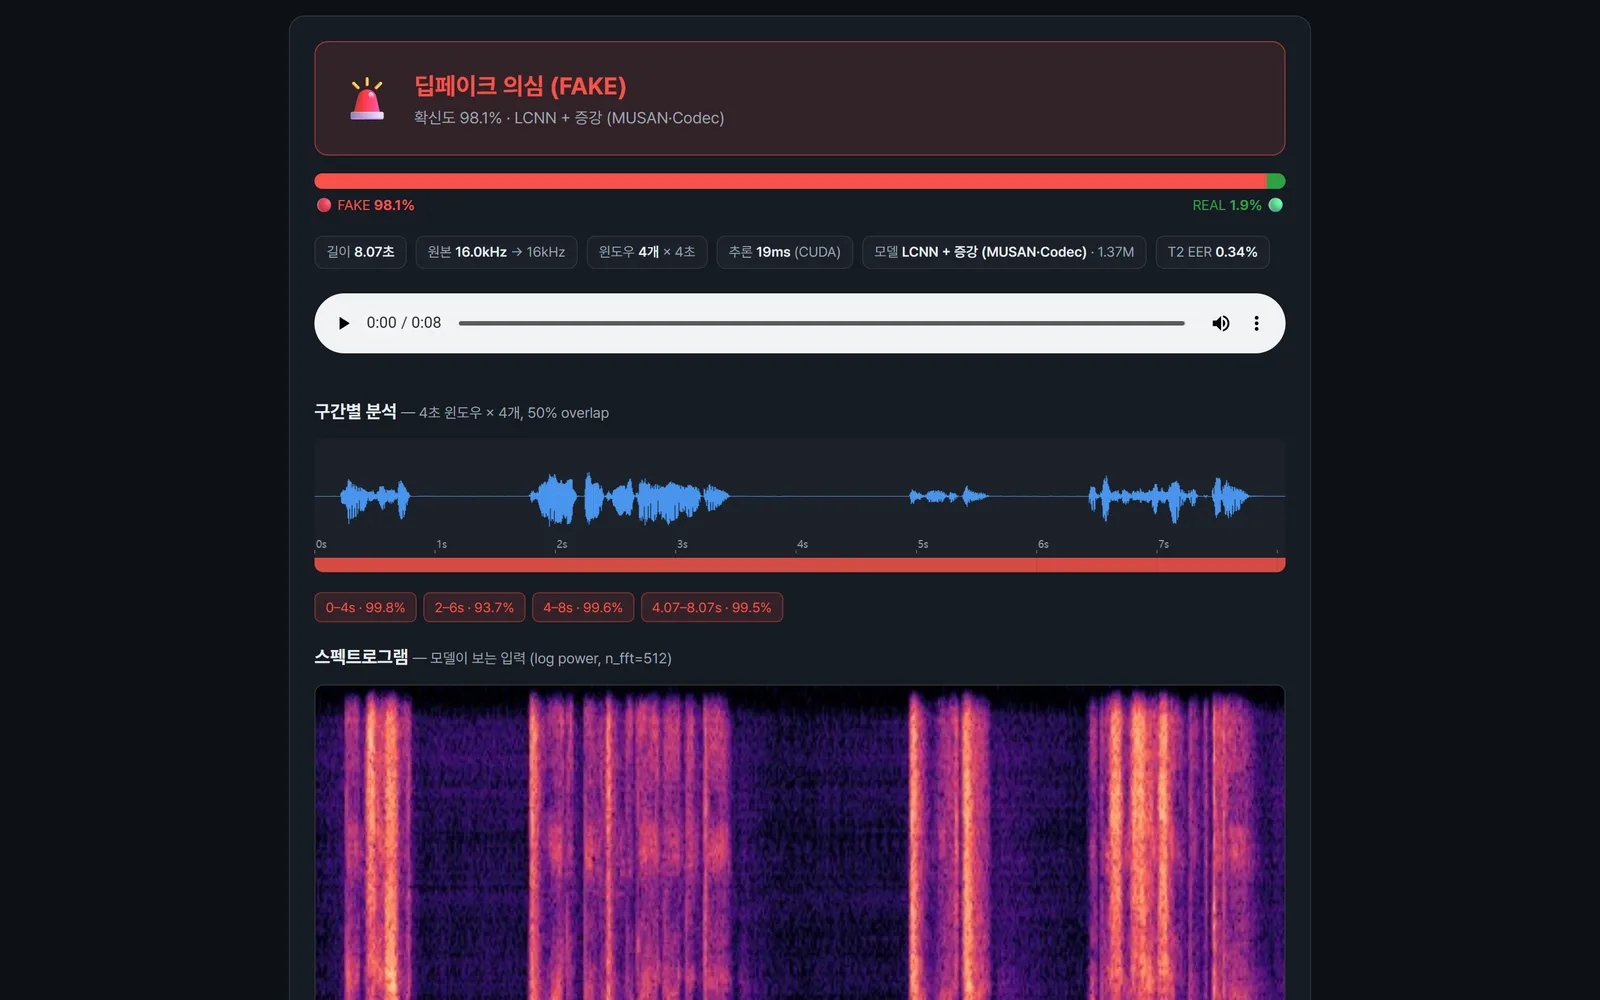 딥페이크 의심 (FAKE)
확신도 98.1% · LCNN + 증강 (MUSAN·Codec)
FAKE 98.1%
REAL 1.9%
길이 8.07초
원본 16.0kHz → 16kHz
윈도우 4개 × 4초
추론 19ms (CUDA)
모델 LCNN + 증강 (MUSAN·Codec) · 1.37M
T2 EER 0.34%
0:00 / 0:08
구간별 분석 — 4초 윈도우 × 4개, 50% overlap
0s 1s 2s 3s 4s 5s 6s 7s
0–4s · 99.8%
2–6s · 93.7%
4–8s · 99.6%
4.07–8.07s · 99.5%
스펙트로그램 — 모델이 보는 입력 (log power, n_fft=512)